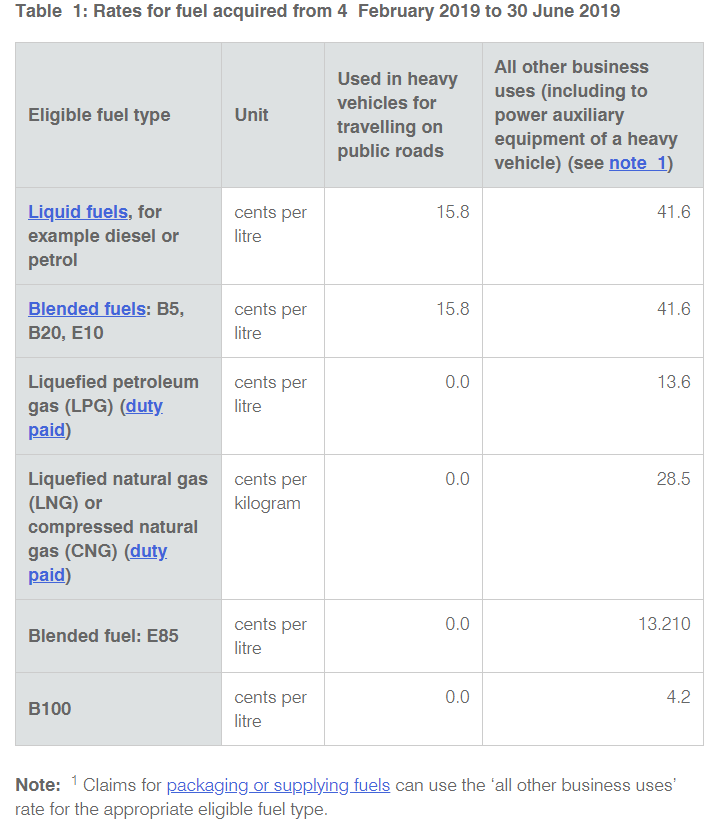 Table 1: Rates for fuel acquired from 4 February 2019 to 30 June 2019
Eligible fuel type
Unit
Used in heavy
vehicles for
travelling on
public roads
All other business
uses (including to
power auxiliary
equipment of a heavy
vehicle) (see note 1)
Liquid fuels, for
example diesel or
petrol
cents per
litre
15.8
41.6
Blended fuels: B5,
B20, E10
cents per
litre
15.8
41.6
Liquefied petroleum
gas (LPG) (duty
paid)
cents per
litre
0.0
13.6
Liquefied natural gas
(LNG) or
compressed natural
gas (CNG) (duty
paid)
cents per
kilogram
0.0
28.5
Blended fuel: E85
cents per
litre
0.0
13.210
B100
cents per
litre
0.0
4.2
Note: 1 Claims for packaging or supplying fuels can use the ‘all other business uses’
rate for the appropriate eligible fuel type.